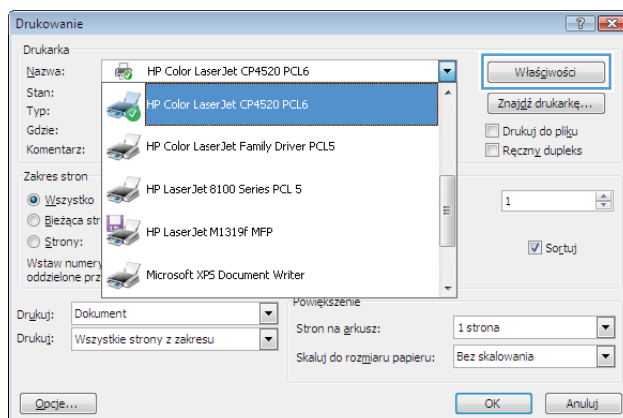 Drukowanie
Drukarka
Nazwa: HP Color LaserJet CP4520 PCL6 Właściwości
Stan: HP Color LaserJet CP4520 PCL6 Znajdź drukarkę...
Typ:
Gdzie: HP Color LaserJet Family Driver PCL5 Drukuj do pliku
Komentarz: Ręczny dupleks
Zakres stron HP LaserJet 8100 Series PCL 5
Wszystko 1
Bieżąca str HP LaserJet M1319f MFP
Strony: Sortuj
Wstaw numery
oddzielone prz Microsoft XPS Document Writer
Powiększenie
Drukuj: Dokument Stron na arkusz: 1 strona
Drukuj: Wszystkie strony z zakresu Skaluj do rozmiaru papieru: Bez skalowania
Opcje... OK Anuluj